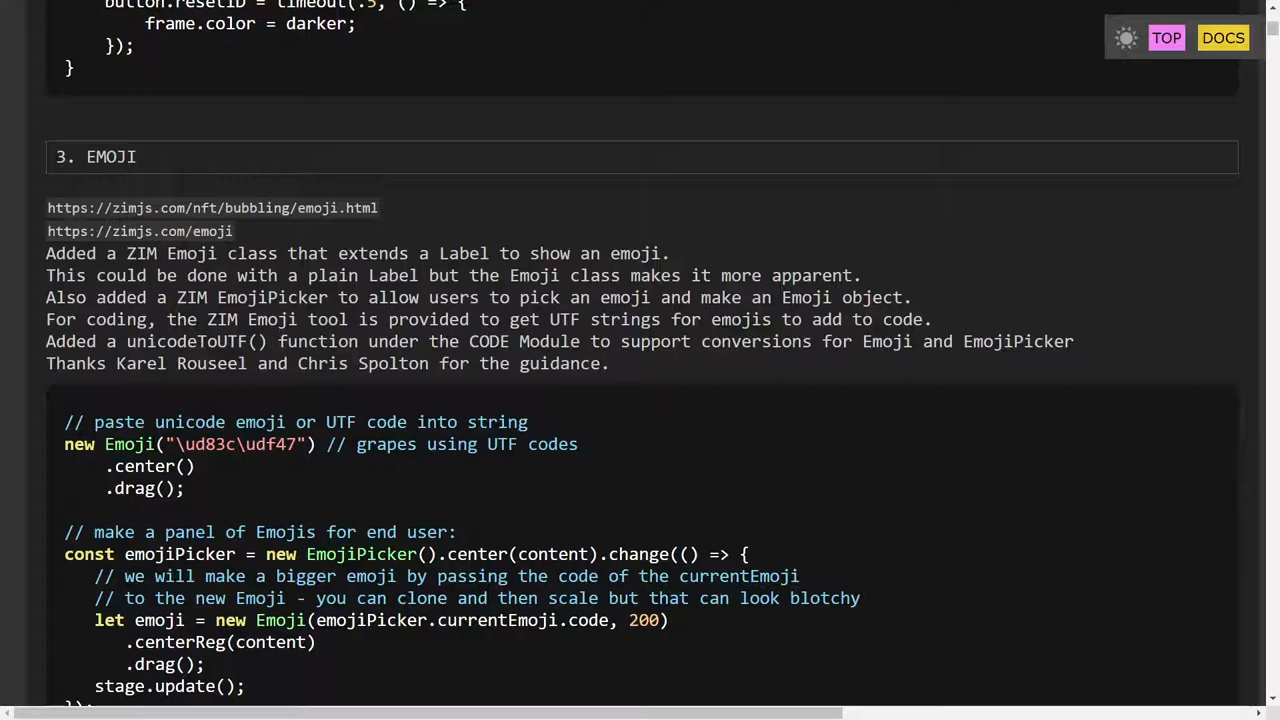 button.resetID = timeout(.5, () => {
frame.color = darker;
});
}
TOP DOCS
3. EMOJI
https://zimjs.com/nft/bubbling/emoji.html
https://zimjs.com/emoji
Added a ZIM Emoji class that extends a Label to show an emoji.
This could be done with a plain Label but the Emoji class makes it more apparent.
Also added a ZIM EmojiPicker to allow users to pick an emoji and make an Emoji object.
For coding, the ZIM Emoji tool is provided to get UTF strings for emojis to add to code.
Added a unicodeToUTF() function under the CODE Module to support conversions for Emoji and EmojiPicker
Thanks Karel Rouseel and Chris Spolton for the guidance.
// paste unicode emoji or UTF code into string
new Emoji("\ud83c\udf47") // grapes using UTF codes
.center()
.drag();
// make a panel of Emojis for end user:
const emojiPicker = new EmojiPicker().center(content).change(() => {
// we will make a bigger emoji by passing the code of the currentEmoji
// to the new Emoji - you can clone and then scale but that can look blotchy
let emoji = new Emoji(emojiPicker.currentEmoji.code, 200)
.centerReg(content)
.drag();
stage.update();
});